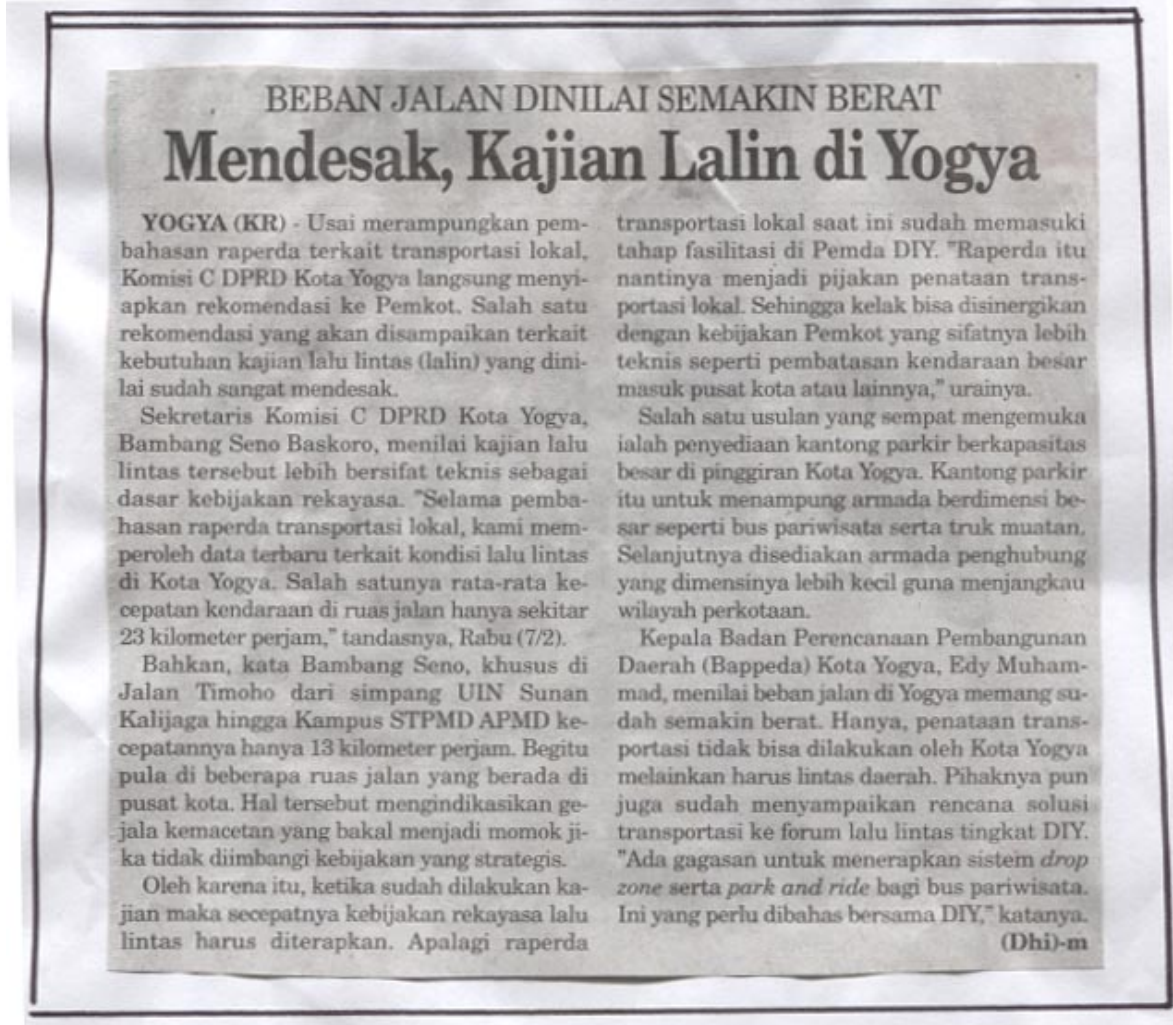 BEBAN JALAN DINILAI SEMAKIN BERAT
Mendesak, Kajian Lalin di Yogya
YOGYA (KR) - Usai merampungkan pem-
bahasan raperda terkait transportasi lokal,
Komisi C DPRD Kota Yogya langsung menyi-
apkan rekomendasi ke Pemkot. Salah satu
rekomendasi yang akan disampaikan terkait
kebutuhan kajian lalu lintas (lalin) yang dini-
lai sudah sangat mendesak.
Sekretaris Komisi C DPRD Kota Yogya,
Bambang Seno Baskoro, menilai kajian lalu
lintas tersebut lebih bersifat teknis sebagai
dasar kebijakan rekayasa. "Selama pemba-
hasan raperda transportasi lokal, kami mem-
peroleh data terbaru terkait kondisi lalu lintas
di Kota Yogya. Salah satunya rata-rata ke-
cepatan kendaraan di ruas jalan hanya sekitar
23 kilometer perjam," tandasnya, Rabu (7/2).
Bahkan, kata Bambang Seno, khusus di
Jalan Timoho dari simpang UIN Sunan
Kalijaga hingga Kampus STPMD APMD ke-
cepatannya hanya 13 kilometer perjam. Begitu
pula di beberapa ruas jalan yang berada di
pusat kota. Hal tersebut mengindikasikan ge-
jala kemacetan yang bakal menjadi momok ji-
ka tidak diimbangi kebijakan yang strategis.
Oleh karena itu, ketika sudah dilakukan ka-
jian maka secepatnya kebijakan rekayasa lalu
lintas harus diterapkan. Apalagi raperda
transportasi lokal saat ini sudah memasuki
tahap fasilitasi di Pemda DIY. "Raperda itu
nantinya menjadi pijakan penataan trans-
portasi lokal. Sehingga kelak bisa disinergikan
dengan kebijakan Pemkot yang sifatnya lebih
teknis seperti pembatasan kendaraan besar
masuk pusat kota atau lainnya," urainya.
Salah satu usulan yang sempat mengemuka
ialah penyediaan kantong parkir berkapasitas
besar di pinggiran Kota Yogya. Kantong parkir
itu untuk menampung armada berdimensi be-
sar seperti bus pariwisata serta truk muatan.
Selanjutnya disediakan armada penghubung
yang dimensinya lebih kecil guna menjangkau
wilayah perkotaan.
Kepala Badan Perencanaan Pembangunan
Daerah (Bappeda) Kota Yogya, Edy Muham-
mad, menilai beban jalan di Yogya memang su-
dah semakin berat. Hanya, penataan trans-
portasi tidak bisa dilakukan oleh Kota Yogya
melainkan harus lintas daerah. Pihaknya pun
juga sudah menyampaikan rencana solusi
transportasi ke forum lalu lintas tingkat DIY.
"Ada gagasan untuk menerapkan sistem drop
zone serta park and ride bagi bus pariwisata.
Ini yang perlu dibahas bersama DIY," katanya.
(Dhi)-m